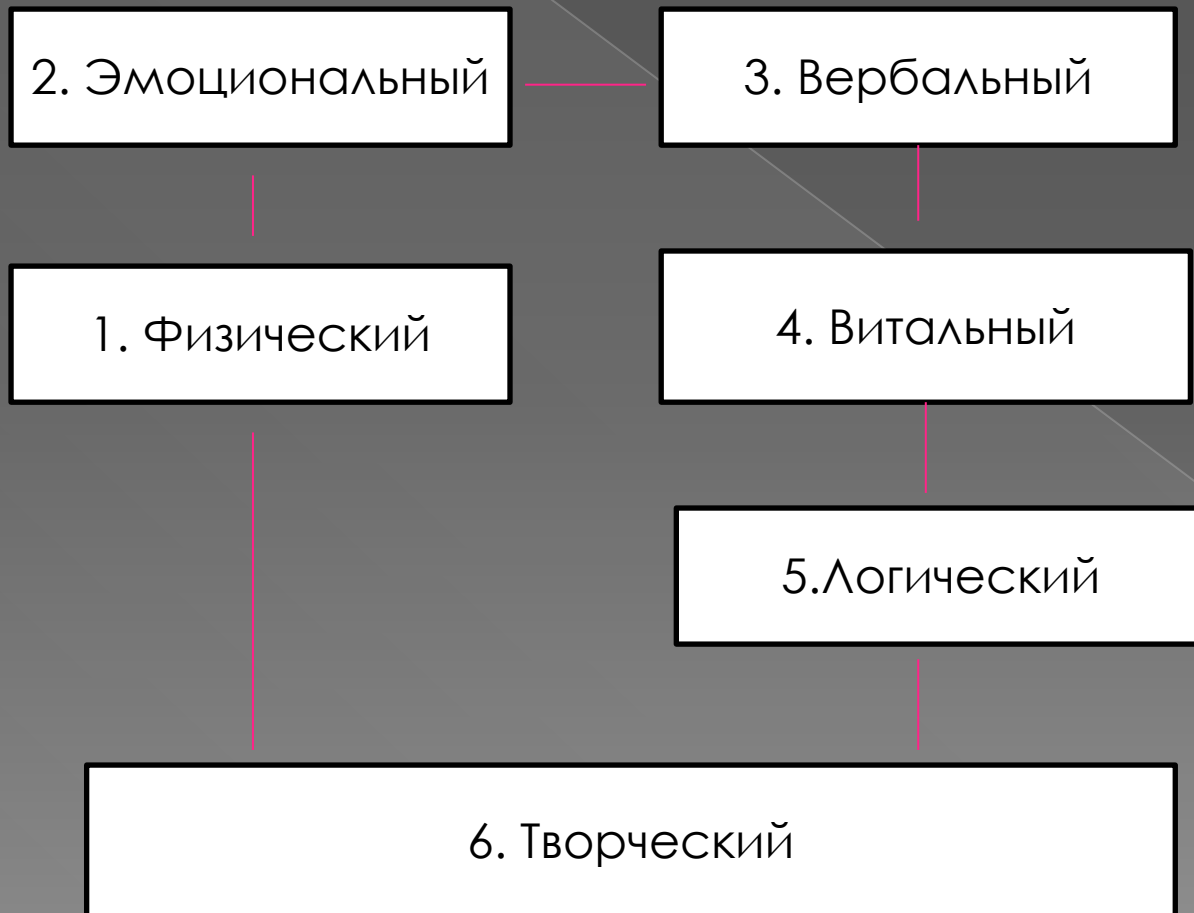 2. Эмоциональный
3. Вербальный
1. Физический
4. Витальный
5.Логический
6. Творческий